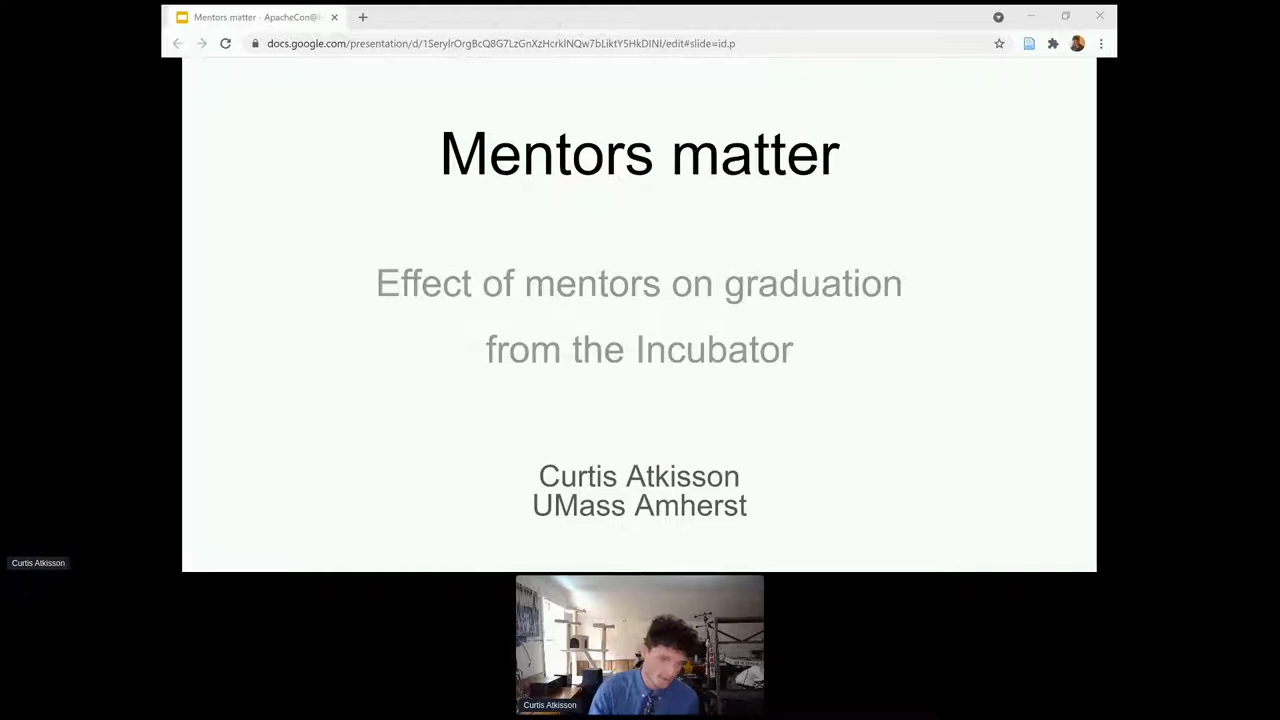 Mentors matter - ApacheCon@
docs.google.com/presentation/d/1SerylrOrgBcQ8G7LzGnXzHcrklNQw7bLiktY5HkDINI/edit#slide=id.p
Mentors matter
Effect of mentors on graduation
from the Incubator
Curtis Atkisson
UMass Amherst
Curtis Atkisson
Curtis Atkisson